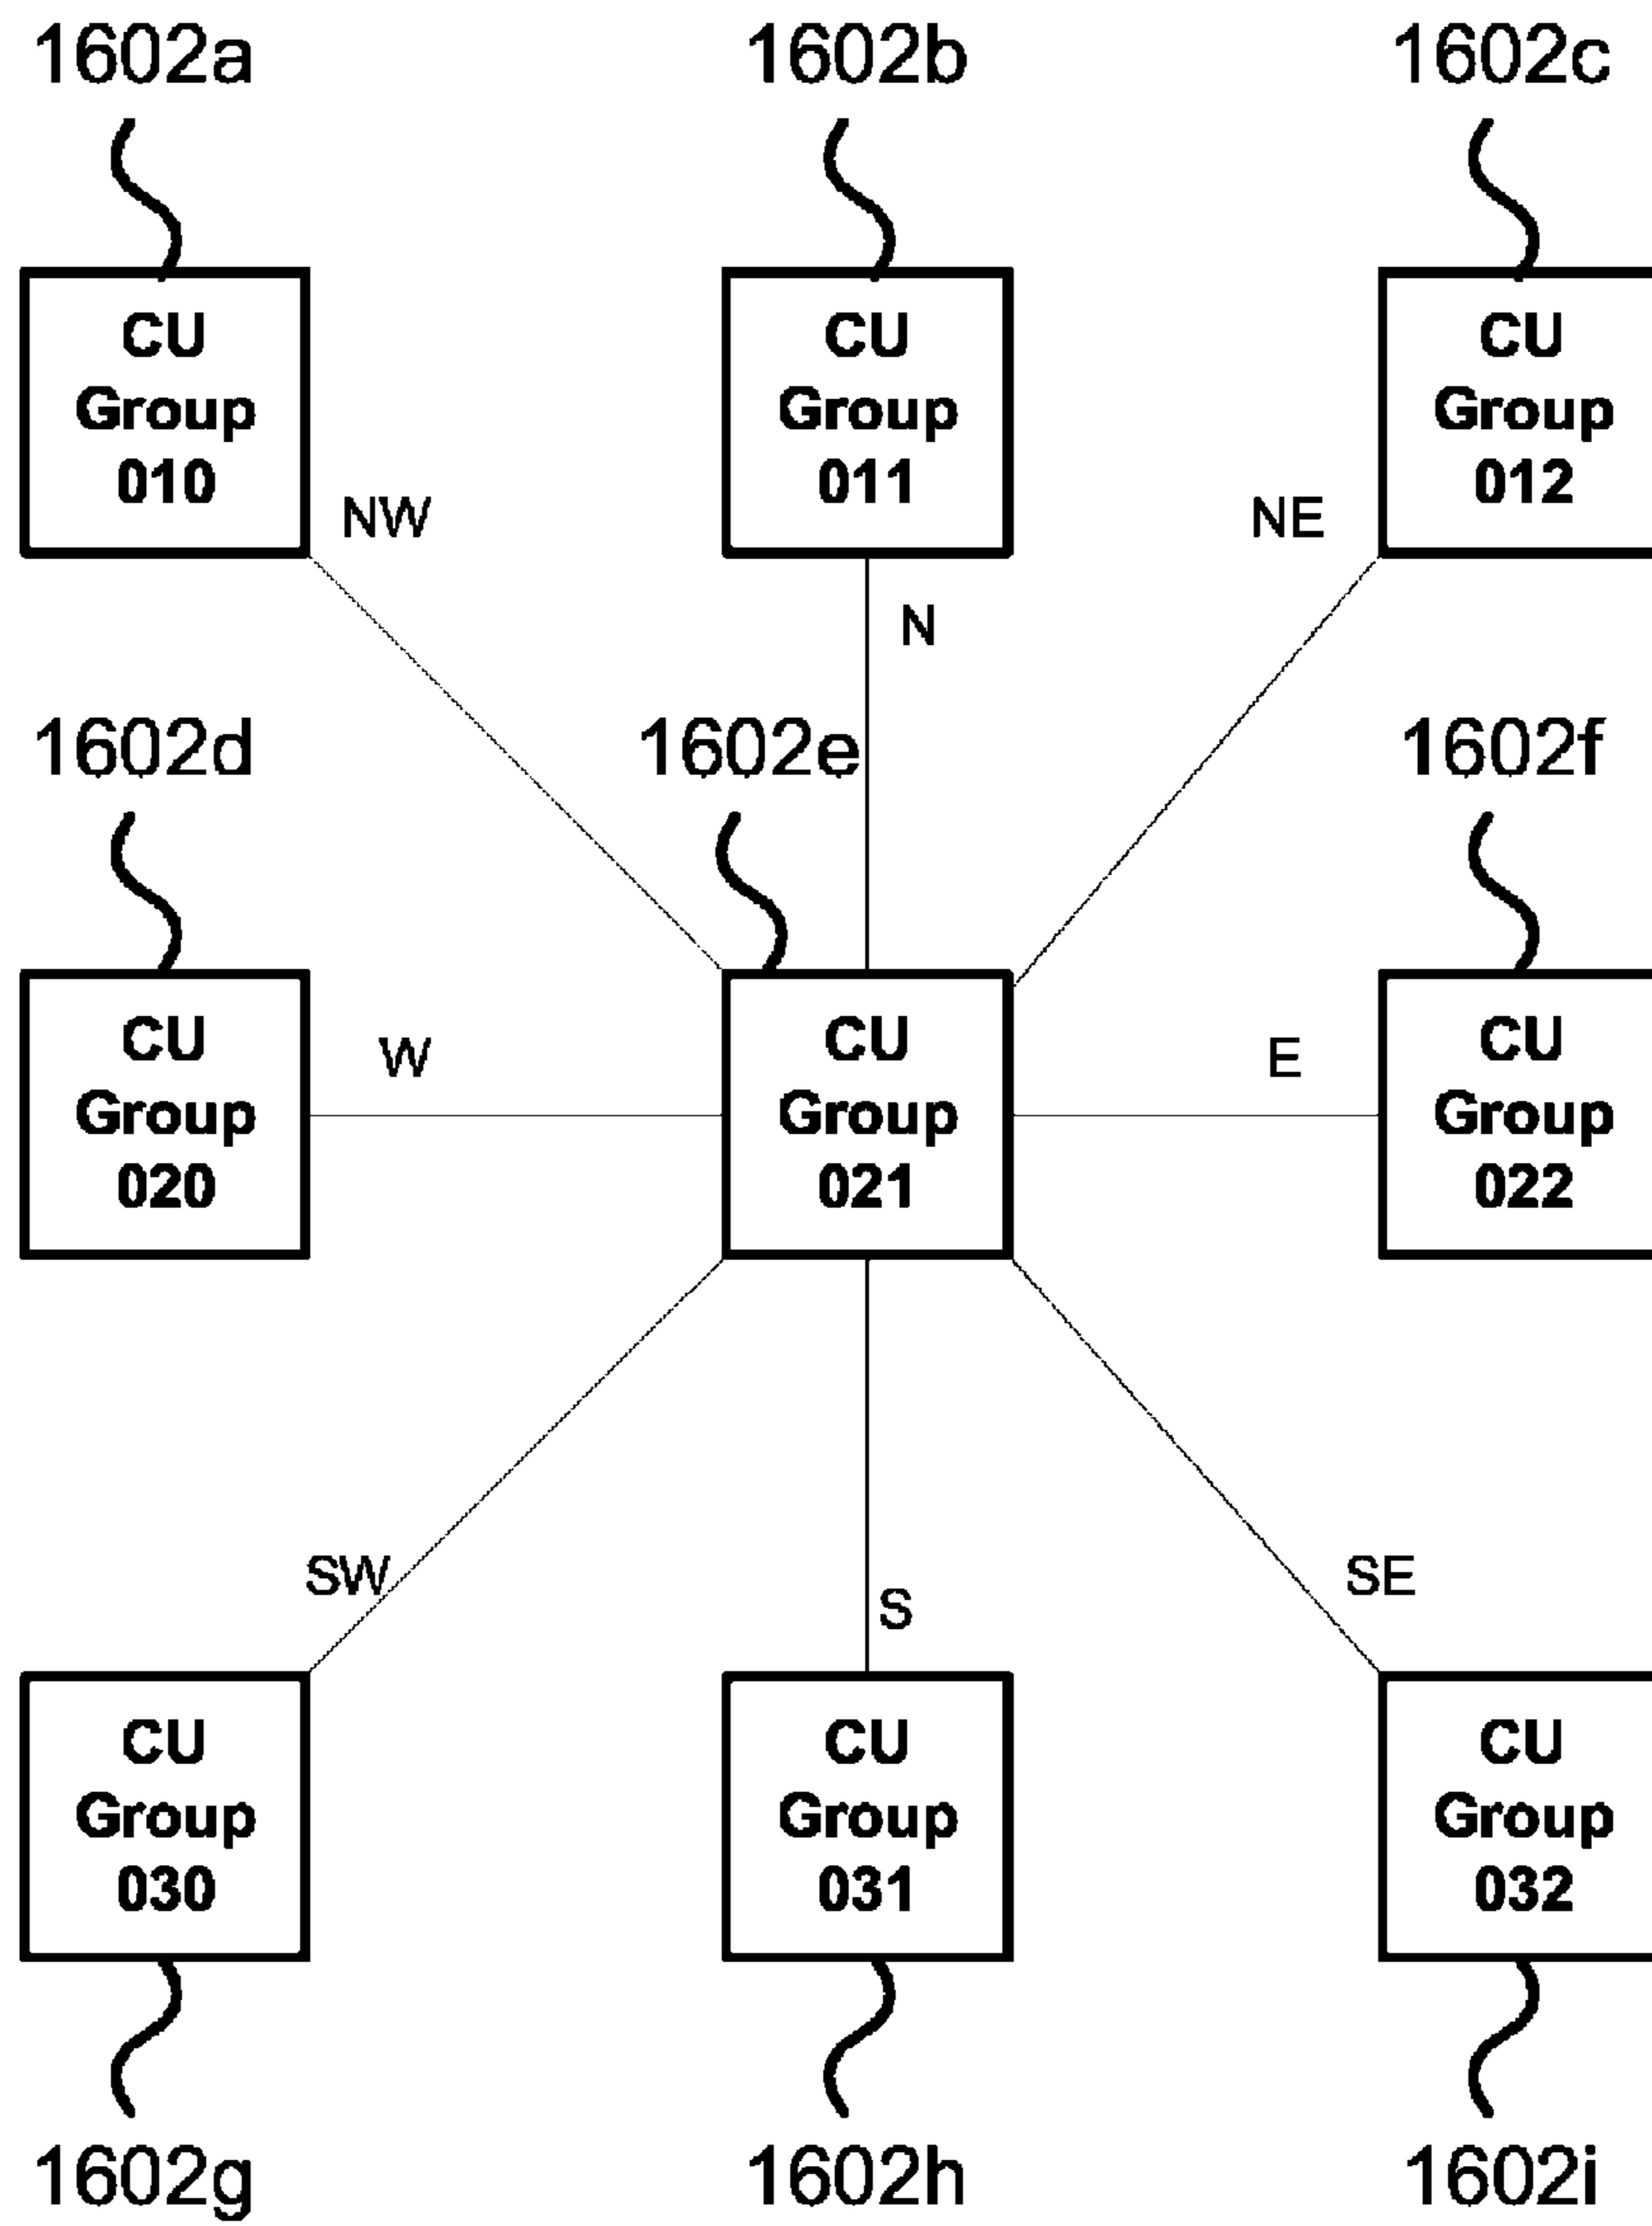 1602a 1602b 1602c
CU CU CU
Group Group Group
010 011 012
NW NE
N
1602d 1602e 1602f
CU CU CU
W E
Group Group Group
020 021 022
SW SE
S
CU CU CU
Group Group Group
030 031 032
1602g 1602h 1602i